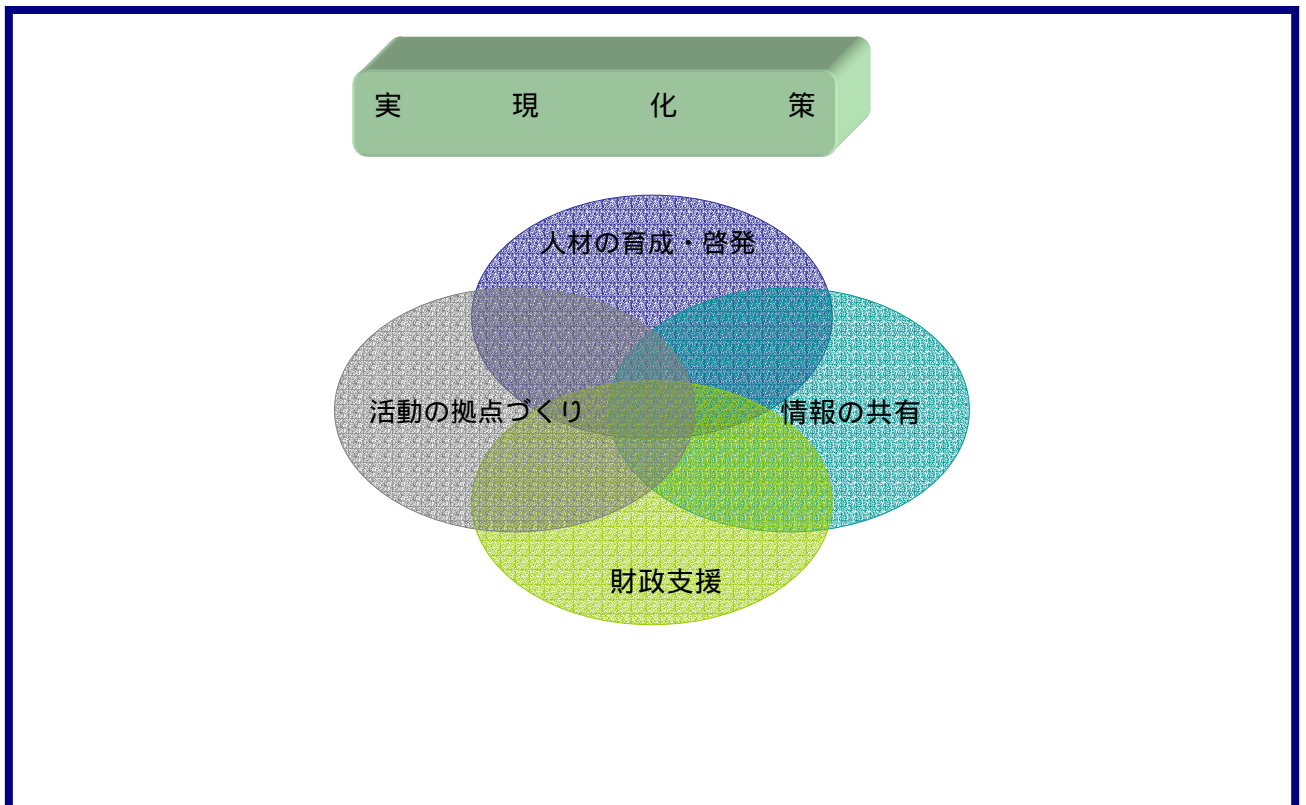 実現化策
人材の育成・啓発
活動の拠点づくり
情報の共有
財政支援